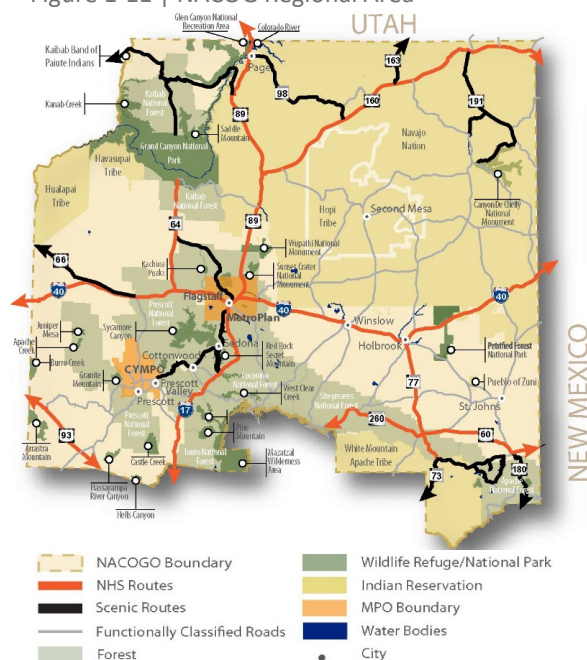 Figure 1-11 | NACOG Regional Area
UTAH
Glen Canyon National
Recreation Area
Colorado River
Kaibab Band of
Paiute Indians
Page
163
98
191
Kaibab
National
Forest
89
160
Kanab Creek
Saddle
Mountain
Navajo
Nation
Grand Canyon National
Park
Havasupai
Tribe
Hualapai
Tribe
Kaibab
National Forest
Hopi
Tribe
Second Mesa
Canyon De Chelly
National
Monument
64
89
Wupatki National
Monument
66
Kachina
Peaks
Sunset Crater
National
Monument
40
Flagstaff
MetroPlan
40
40
Prescott
National
Forest
Juniper
Mesa
Sycamore
Canyon
Winslow
Holbrook
Petrified Forest
National Park
Apache
Creek
Sedona
Red Rock
Secret
Mountain
Burro Creek
Cottonwood
CYMPO
Granite
Mountain
Prescott
Valley
Prescott
Coconino
National Forest
West Clear
Creek
77
Pueblo of Zuni
St. Johns
NEW MEXICO
Sitegreaves
National Forest
17
93
Prescott
National
Forest
Pine
Mountain
260
60
Arrastra
Mountain
Castle Creek
Tonto National
Forest
Mazatzal
Wilderness
Area
White Mountain
Apache Tribe
73
180
Apache
National Forest
Hassayampa
River Canyon
Hells Canyon
NACOGO Boundary
NHS Routes
Scenic Routes
Functionally Classified Roads
Forest
Wildlife Refuge/National Park
Indian Reservation
MPO Boundary
Water Bodies
City